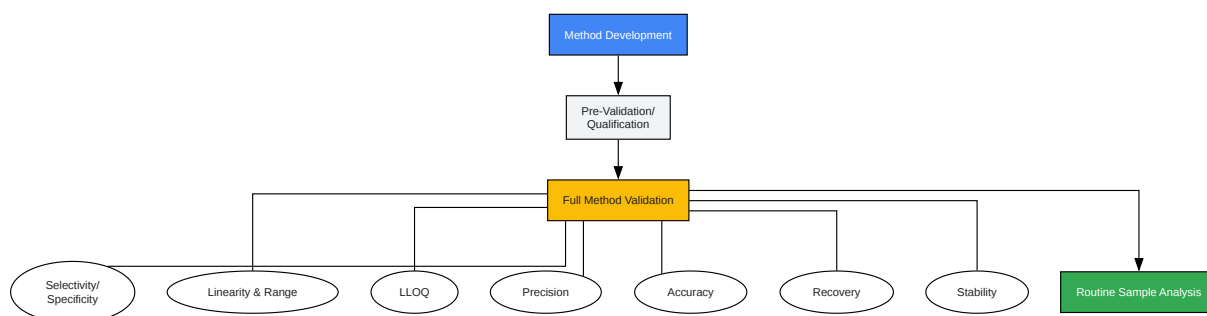 Method Development
Pre-Validation/
Qualification
Full Method Validation
Selectivity/
Specificity
Linearity & Range
LLOQ
Precision
Accuracy
Recovery
Stability
Routine Sample Analysis